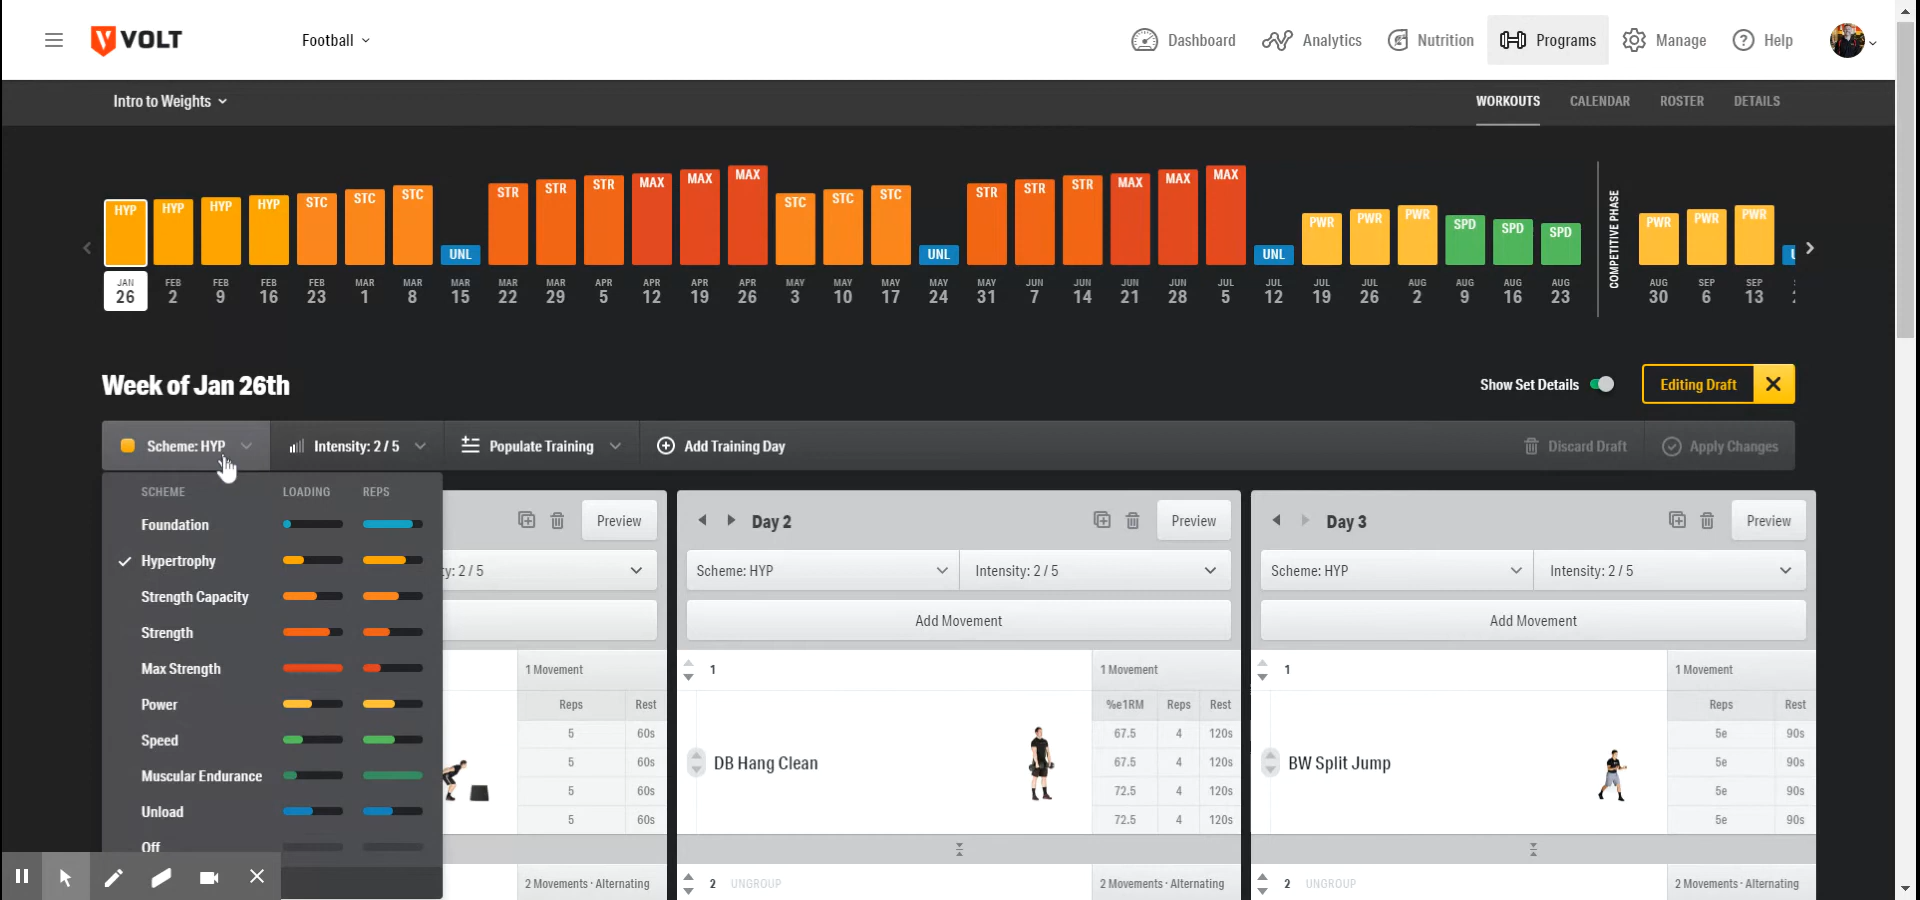 VOLT
Football
Dashboard
Analytics
Nutrition
Programs
Manage
Help
Intro to Weights
WORKOUTS
CALENDAR
ROSTER
DETAILS
HYP HYP HYP HYP STC STC STC UNL STR STR STR MAX MAX MAX STC STC STC UNL STR STR STR MAX MAX MAX UNL PWR PWR PWR SPD SPD SPD PWR PWR PWR
COMPETITIVE PHASE
JAN FEB FEB FEB FEB MAR MAR MAR MAR MAR APR APR APR APR MAY MAY MAY MAY MAY JUN JUN JUN JUN JUL JUL JUL JUL AUG AUG AUG AUG AUG SEP SEP
26 2 9 16 23 1 8 15 22 29 5 12 19 26 3 10 17 24 31 7 14 21 28 5 12 19 26 2 9 16 23 30 6 13
Week of Jan 26th
Show Set Details
Editing Draft
Scheme: HYP
Intensity: 2 / 5
Populate Training
Add Training Day
Discard Draft
Apply Changes
SCHEME LOADING REPS
Foundation
Hypertrophy
Strength Capacity
Strength
Max Strength
Power
Speed
Muscular Endurance
Unload
Off
Preview
ty: 2 / 5
1 Movement
Reps Rest
5 60s
5 60s
5 60s
5 60s
2 Movements · Alternating
Day 2
Preview
Scheme: HYP
Intensity: 2 / 5
Add Movement
1
1 Movement
%e1RM Reps Rest
DB Hang Clean
67.5 4 120s
67.5 4 120s
72.5 4 120s
72.5 4 120s
2 UNGROUP
2 Movements · Alternating
Day 3
Preview
Scheme: HYP
Intensity: 2 / 5
Add Movement
1
1 Movement
Reps Rest
BW Split Jump
5e 90s
5e 90s
5e 90s
5e 90s
2 UNGROUP
2 Movements · Alternating